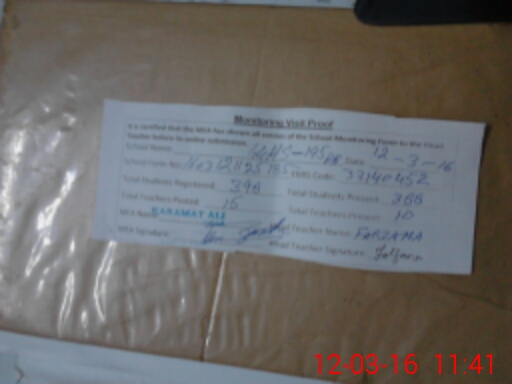 Monitoring Visit Proof
It is certified that the MEA has shown all section of the School Monitoring Form to the Head
Teacher before its online submission.
School Name: GGHS-195 RB Date: 12-3-16
School Form No: EMIS Code: 33140452
Total Students Registered: 396 Total Students Present: 366
Total Teachers Posted: 15 Total Teachers Present: 10
MEA Name: KARAMAT ALI Head Teacher Name: FARZANA
MEA Signature: Head Teacher Signature:
12-03-16 11:41